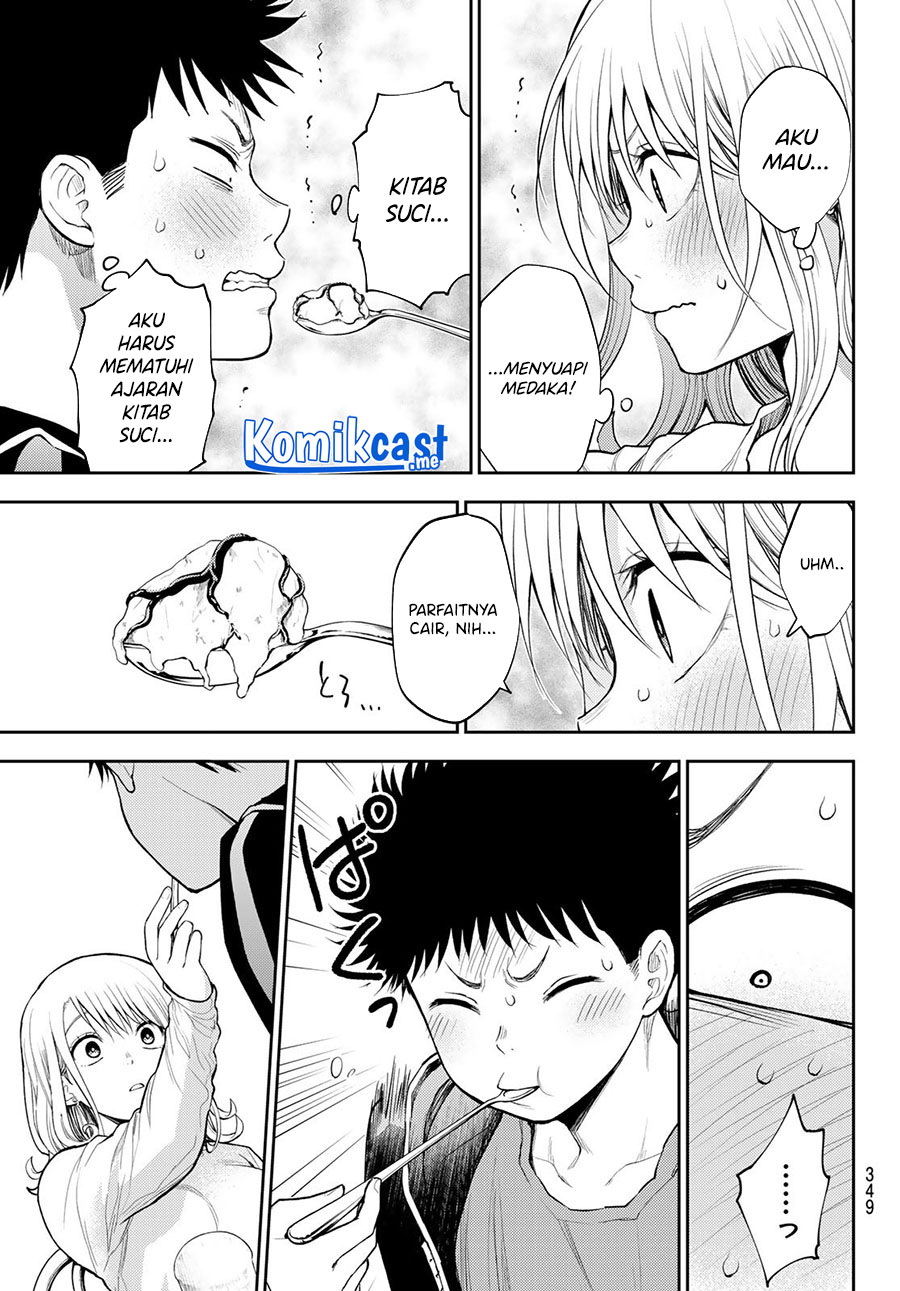 AKU
MAU...
...MENYUAPI
MEDAKA!
KITAB
SUCI...
AKU
HARUS
MEMATUHI
AJARAN
KITAB
SUCI...
Komikcast
.me
UHM..
PARFAITNYA
CAIR, NIH...
とろ...
........っ
ぱくっ
349